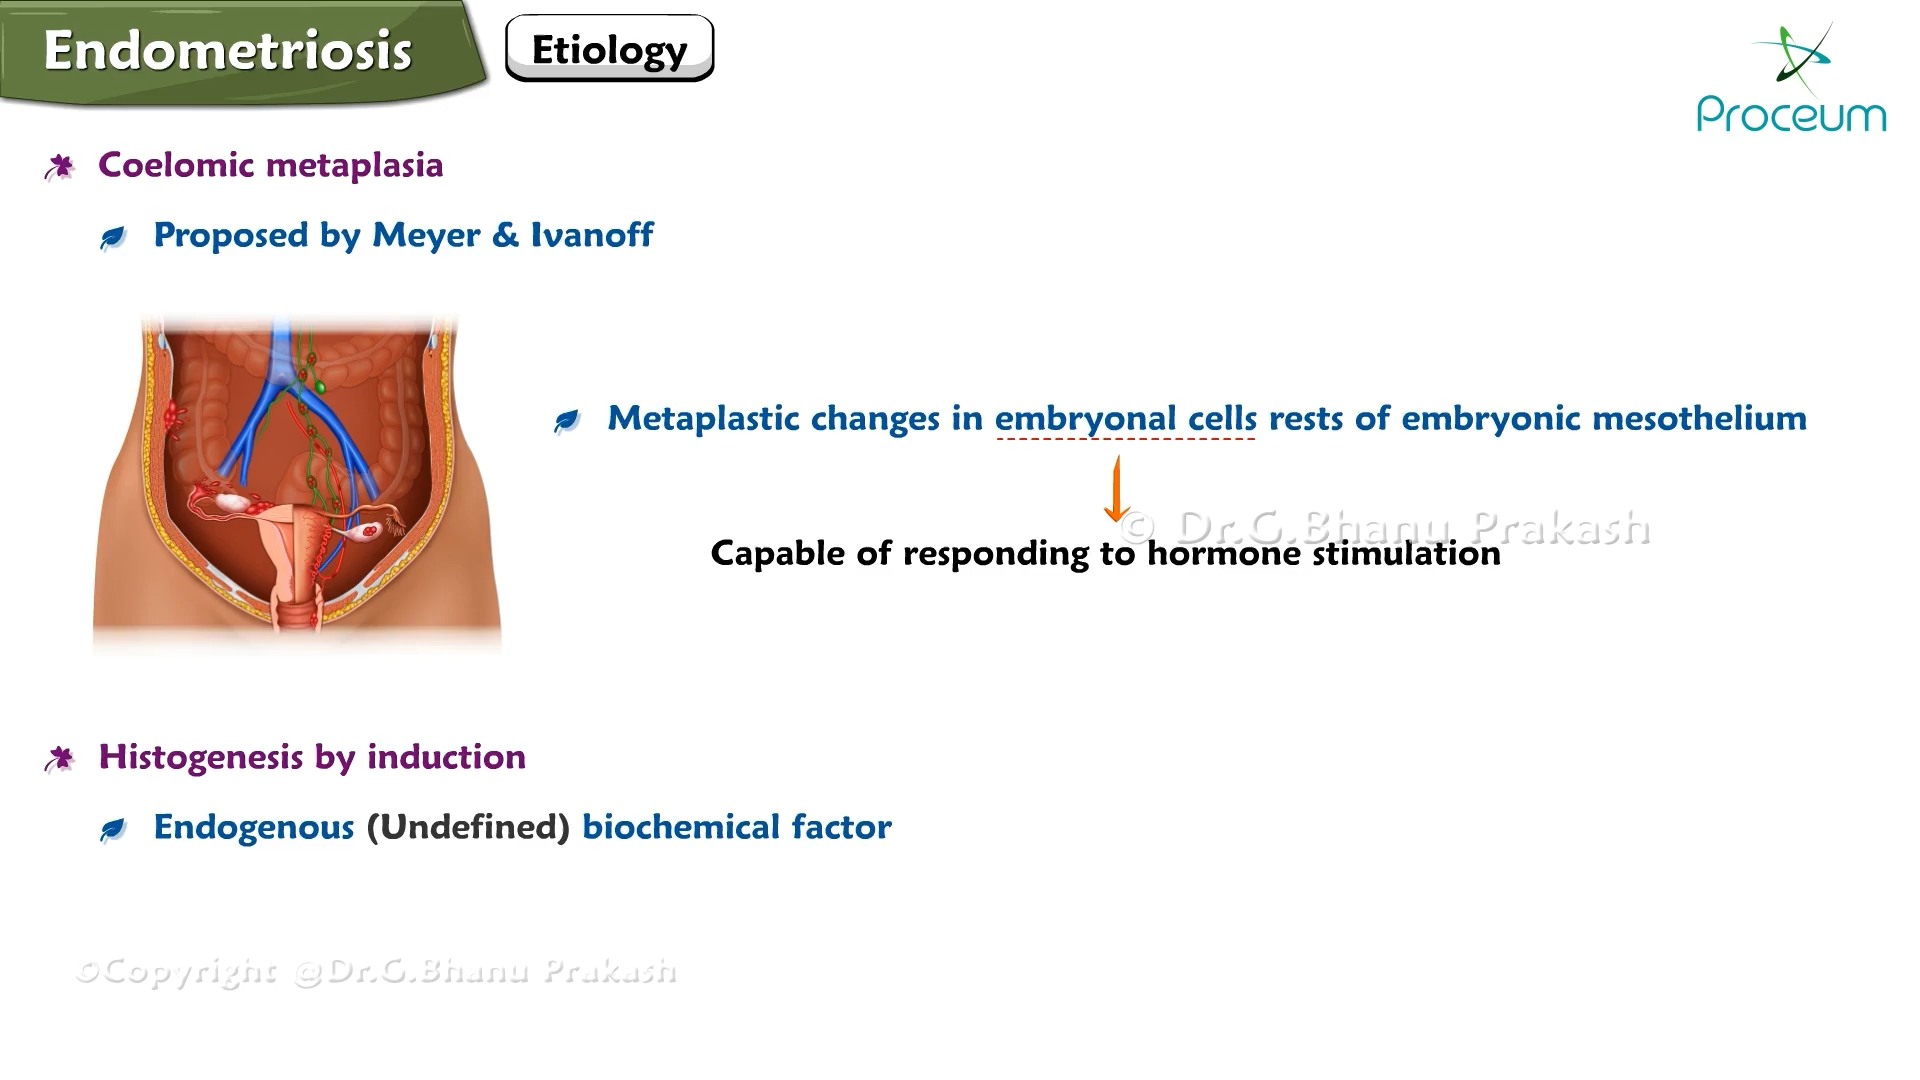 Endometriosis
Etiology
Proceum
Coelomic metaplasia
Proposed by Meyer & Ivanoff
Metaplastic changes in embryonal cells rests of embryonic mesothelium
© Dr.G.Bhanu Prakash
Capable of responding to hormone stimulation
Histogenesis by induction
Endogenous (Undefined) biochemical factor
©Copyright @Dr.G.Bhanu Prakash